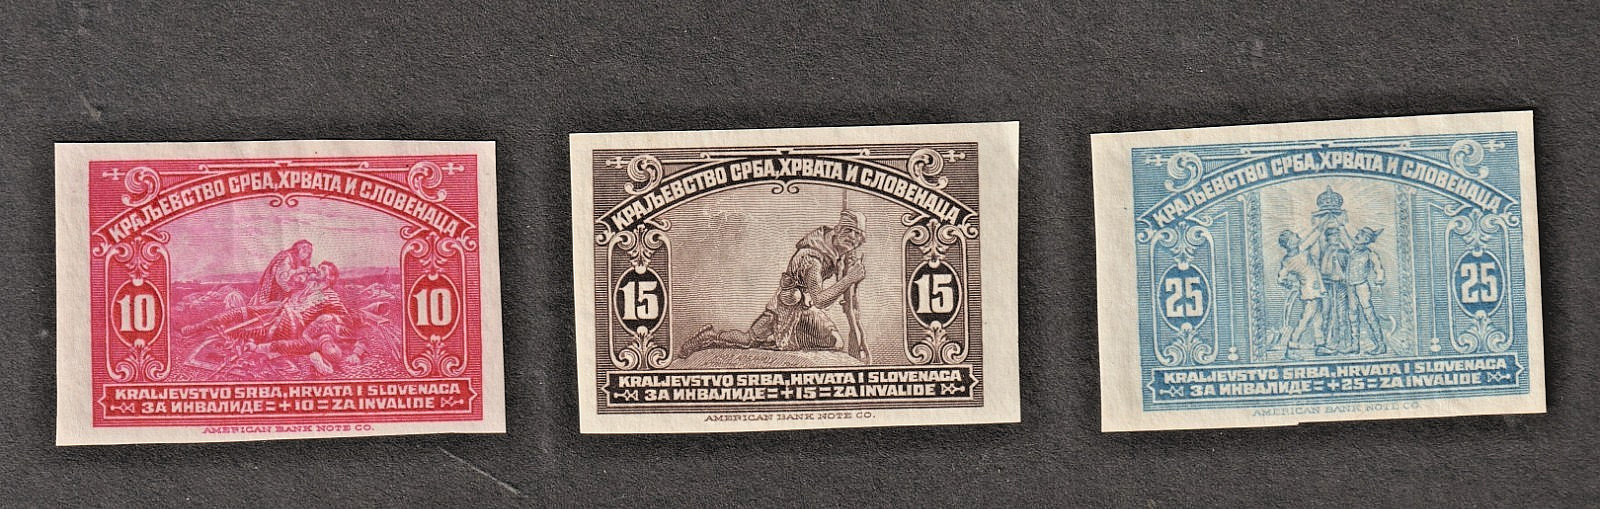 КРАЉЕВСТВО СРБА, ХРВАТА И СЛОВЕНАЦА
10 10
KRALJEVSTVO SRBA, HRVATA I SLOVENACA
ЗА ИНВАЛИДЕ=+10=ZA INVALIDE
AMERICAN BANK NOTE CO.
КРАЉЕВСТВО СРБА, ХРВАТА И СЛОВЕНАЦА
15 15
KRALJEVSTVO SRBA, HRVATA I SLOVENACA
ЗА ИНВАЛИДЕ=+15=ZA INVALIDE
AMERICAN BANK NOTE CO.
КРАЉЕВСТВО СРБА, ХРВАТА И СЛОВЕНАЦА
25 25
KRALJEVSTVO SRBA, HRVATA I SLOVENACA
ЗА ИНВАЛИДЕ=+25=ZA INVALIDE
AMERICAN BANK NOTE CO.